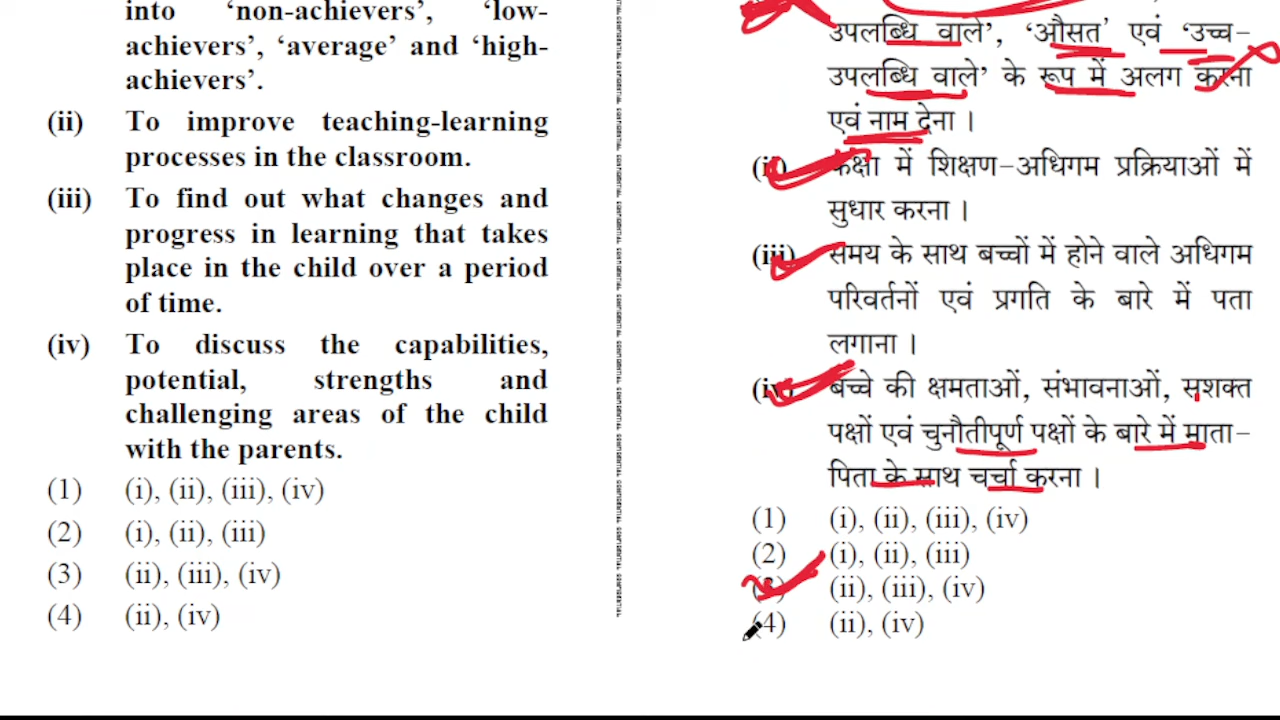 into ‘non-achievers’, ‘low-
achievers’, ‘average’ and ‘high-
achievers’.
(ii) To improve teaching-learning
processes in the classroom.
(iii) To find out what changes and
progress in learning that takes
place in the child over a period
of time.
(iv) To discuss the capabilities,
potential, strengths and
challenging areas of the child
with the parents.
(1) (i), (ii), (iii), (iv)
(2) (i), (ii), (iii)
(3) (ii), (iii), (iv)
(4) (ii), (iv)
उपलब्धि वाले’, ‘औसत’ एवं ‘उच्च-
उपलब्धि वाले’ के रूप में अलग करना
एवं नाम देना ।
(ii) कक्षा में शिक्षण-अधिगम प्रक्रियाओं में
सुधार करना ।
(iii) समय के साथ बच्चों में होने वाले अधिगम
परिवर्तनों एवं प्रगति के बारे में पता
लगाना ।
(iv) बच्चे की क्षमताओं, संभावनाओं, सशक्त
पक्षों एवं चुनौतीपूर्ण पक्षों के बारे में माता-
पिता के साथ चर्चा करना ।
(1) (i), (ii), (iii), (iv)
(2) (i), (ii), (iii)
(3) (ii), (iii), (iv)
(4) (ii), (iv)